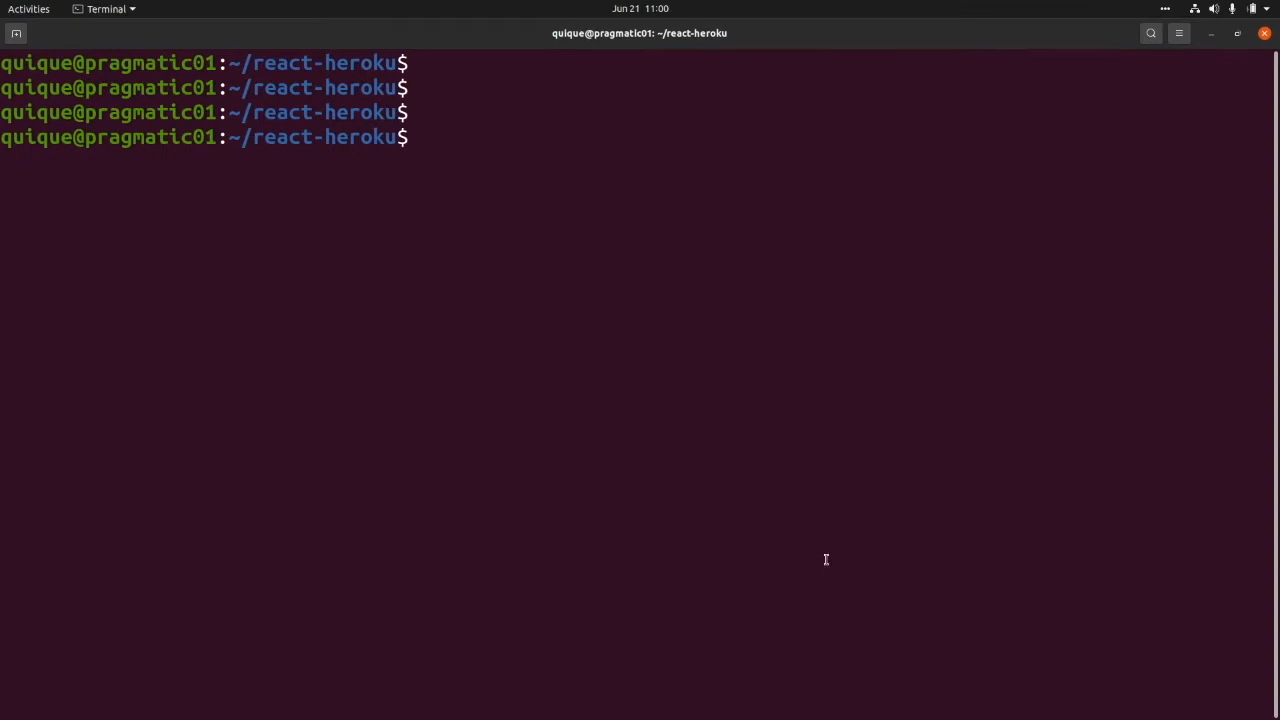 Activities Terminal Jun 21 11:00
quique@pragmatic01: ~/react-heroku
quique@pragmatic01:~/react-heroku$
quique@pragmatic01:~/react-heroku$
quique@pragmatic01:~/react-heroku$
quique@pragmatic01:~/react-heroku$